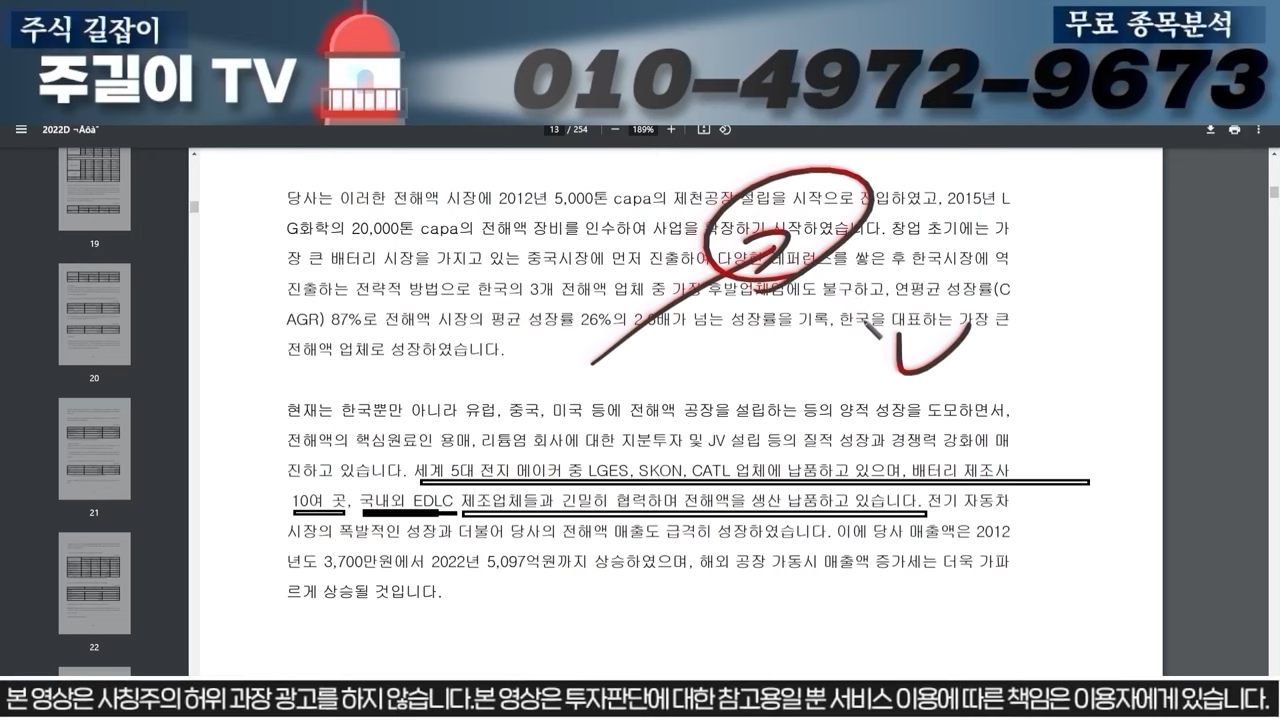 주식 길잡이
무료 종목분석
주길이 TV
010-4972-9673
13 / 254
189%
당사는 이러한 전해액 시장에 2012년 5,000톤 capa의 제천공장 설립을 시작으로 진입하였고, 2015년 L
G화학의 20,000톤 capa의 전해액 장비를 인수하여 사업을 확장하기 시작하였습니다. 창업 초기에는 가
장 큰 배터리 시장을 가지고 있는 중국시장에 먼저 진출하여 다양한 레퍼런스를 쌓은 후 한국시장에 역
진출하는 전략적 방법으로 한국의 3개 전해액 업체 중 가장 후발업체임에도 불구하고, 연평균 성장률(C
AGR) 87%로 전해액 시장의 평균 성장률 26%의 배가 넘는 성장률을 기록, 한국을 대표하는 가장 큰
전해액 업체로 성장하였습니다.
현재는 한국뿐만 아니라 유럽, 중국, 미국 등에 전해액 공장을 설립하는 등의 양적 성장을 도모하면서,
전해액의 핵심원료인 용매, 리튬염 회사에 대한 지분투자 및 JV 설립 등의 질적 성장과 경쟁력 강화에 매
진하고 있습니다. 세계 5대 전지 메이커 중 LGES, SKON, CATL 업체에 납품하고 있으며, 배터리 제조사
10여 곳, 국내외 EDLC 제조업체들과 긴밀히 협력하며 전해액을 생산 납품하고 있습니다. 전기 자동차
시장의 폭발적인 성장과 더불어 당사의 전해액 매출도 급격히 성장하였습니다. 이에 당사 매출액은 2012
년도 3,700만원에서 2022년 5,097억원까지 상승하였으며, 해외 공장 가동시 매출액 증가세는 더욱 가파
르게 상승될 것입니다.
19
20
21
22
본 영상은 사칭주의 허위 과장 광고를 하지 않습니다.본 영상은 투자판단에 대한 참고용일 뿐 서비스 이용에 따른 책임은 이용자에게 있습니다.